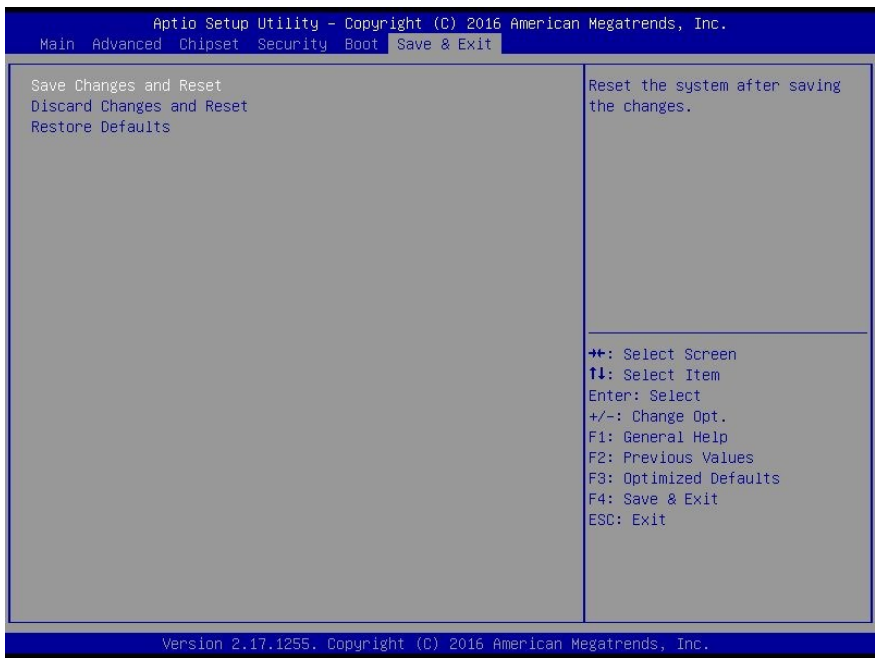 Aptio Setup Utility – Copyright (C) 2016 American Megatrends, Inc.
Main Advanced Chipset Security Boot Save & Exit
Save Changes and Reset
Discard Changes and Reset
Restore Defaults
Reset the system after saving
the changes.
→←: Select Screen
↑↓: Select Item
Enter: Select
+/-: Change Opt.
F1: General Help
F2: Previous Values
F3: Optimized Defaults
F4: Save & Exit
ESC: Exit
Version 2.17.1255. Copyright (C) 2016 American Megatrends, Inc.